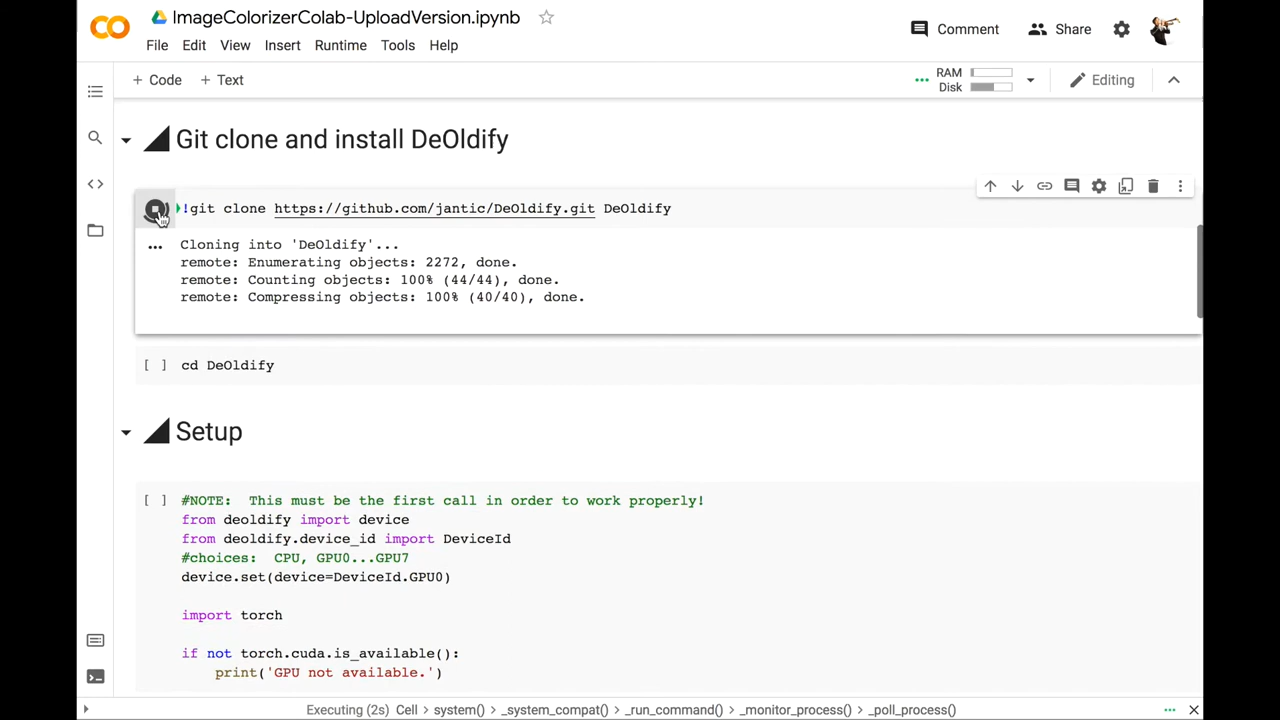 ImageColorizerColab-UploadVersion.ipynb
File Edit View Insert Runtime Tools Help
Comment
Share
+ Code + Text
RAM
Disk
Editing
Git clone and install DeOldify
!git clone https://github.com/jantic/DeOldify.git DeOldify
Cloning into 'DeOldify'...
remote: Enumerating objects: 2272, done.
remote: Counting objects: 100% (44/44), done.
remote: Compressing objects: 100% (40/40), done.
[ ] cd DeOldify
Setup
[ ] #NOTE:  This must be the first call in order to work properly!
from deoldify import device
from deoldify.device_id import DeviceId
#choices:  CPU, GPU0...GPU7
device.set(device=DeviceId.GPU0)
import torch
if not torch.cuda.is_available():
    print('GPU not available.')
Executing (2s) Cell > system() > _system_compat() > _run_command() > _monitor_process() > _poll_process()